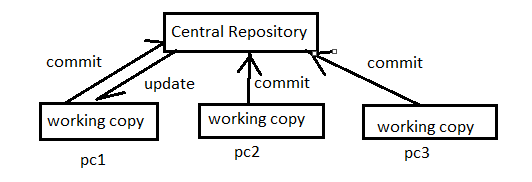 Central Repository
commit
update
commit
commit
working copy
working copy
working copy
pc1
pc2
pc3